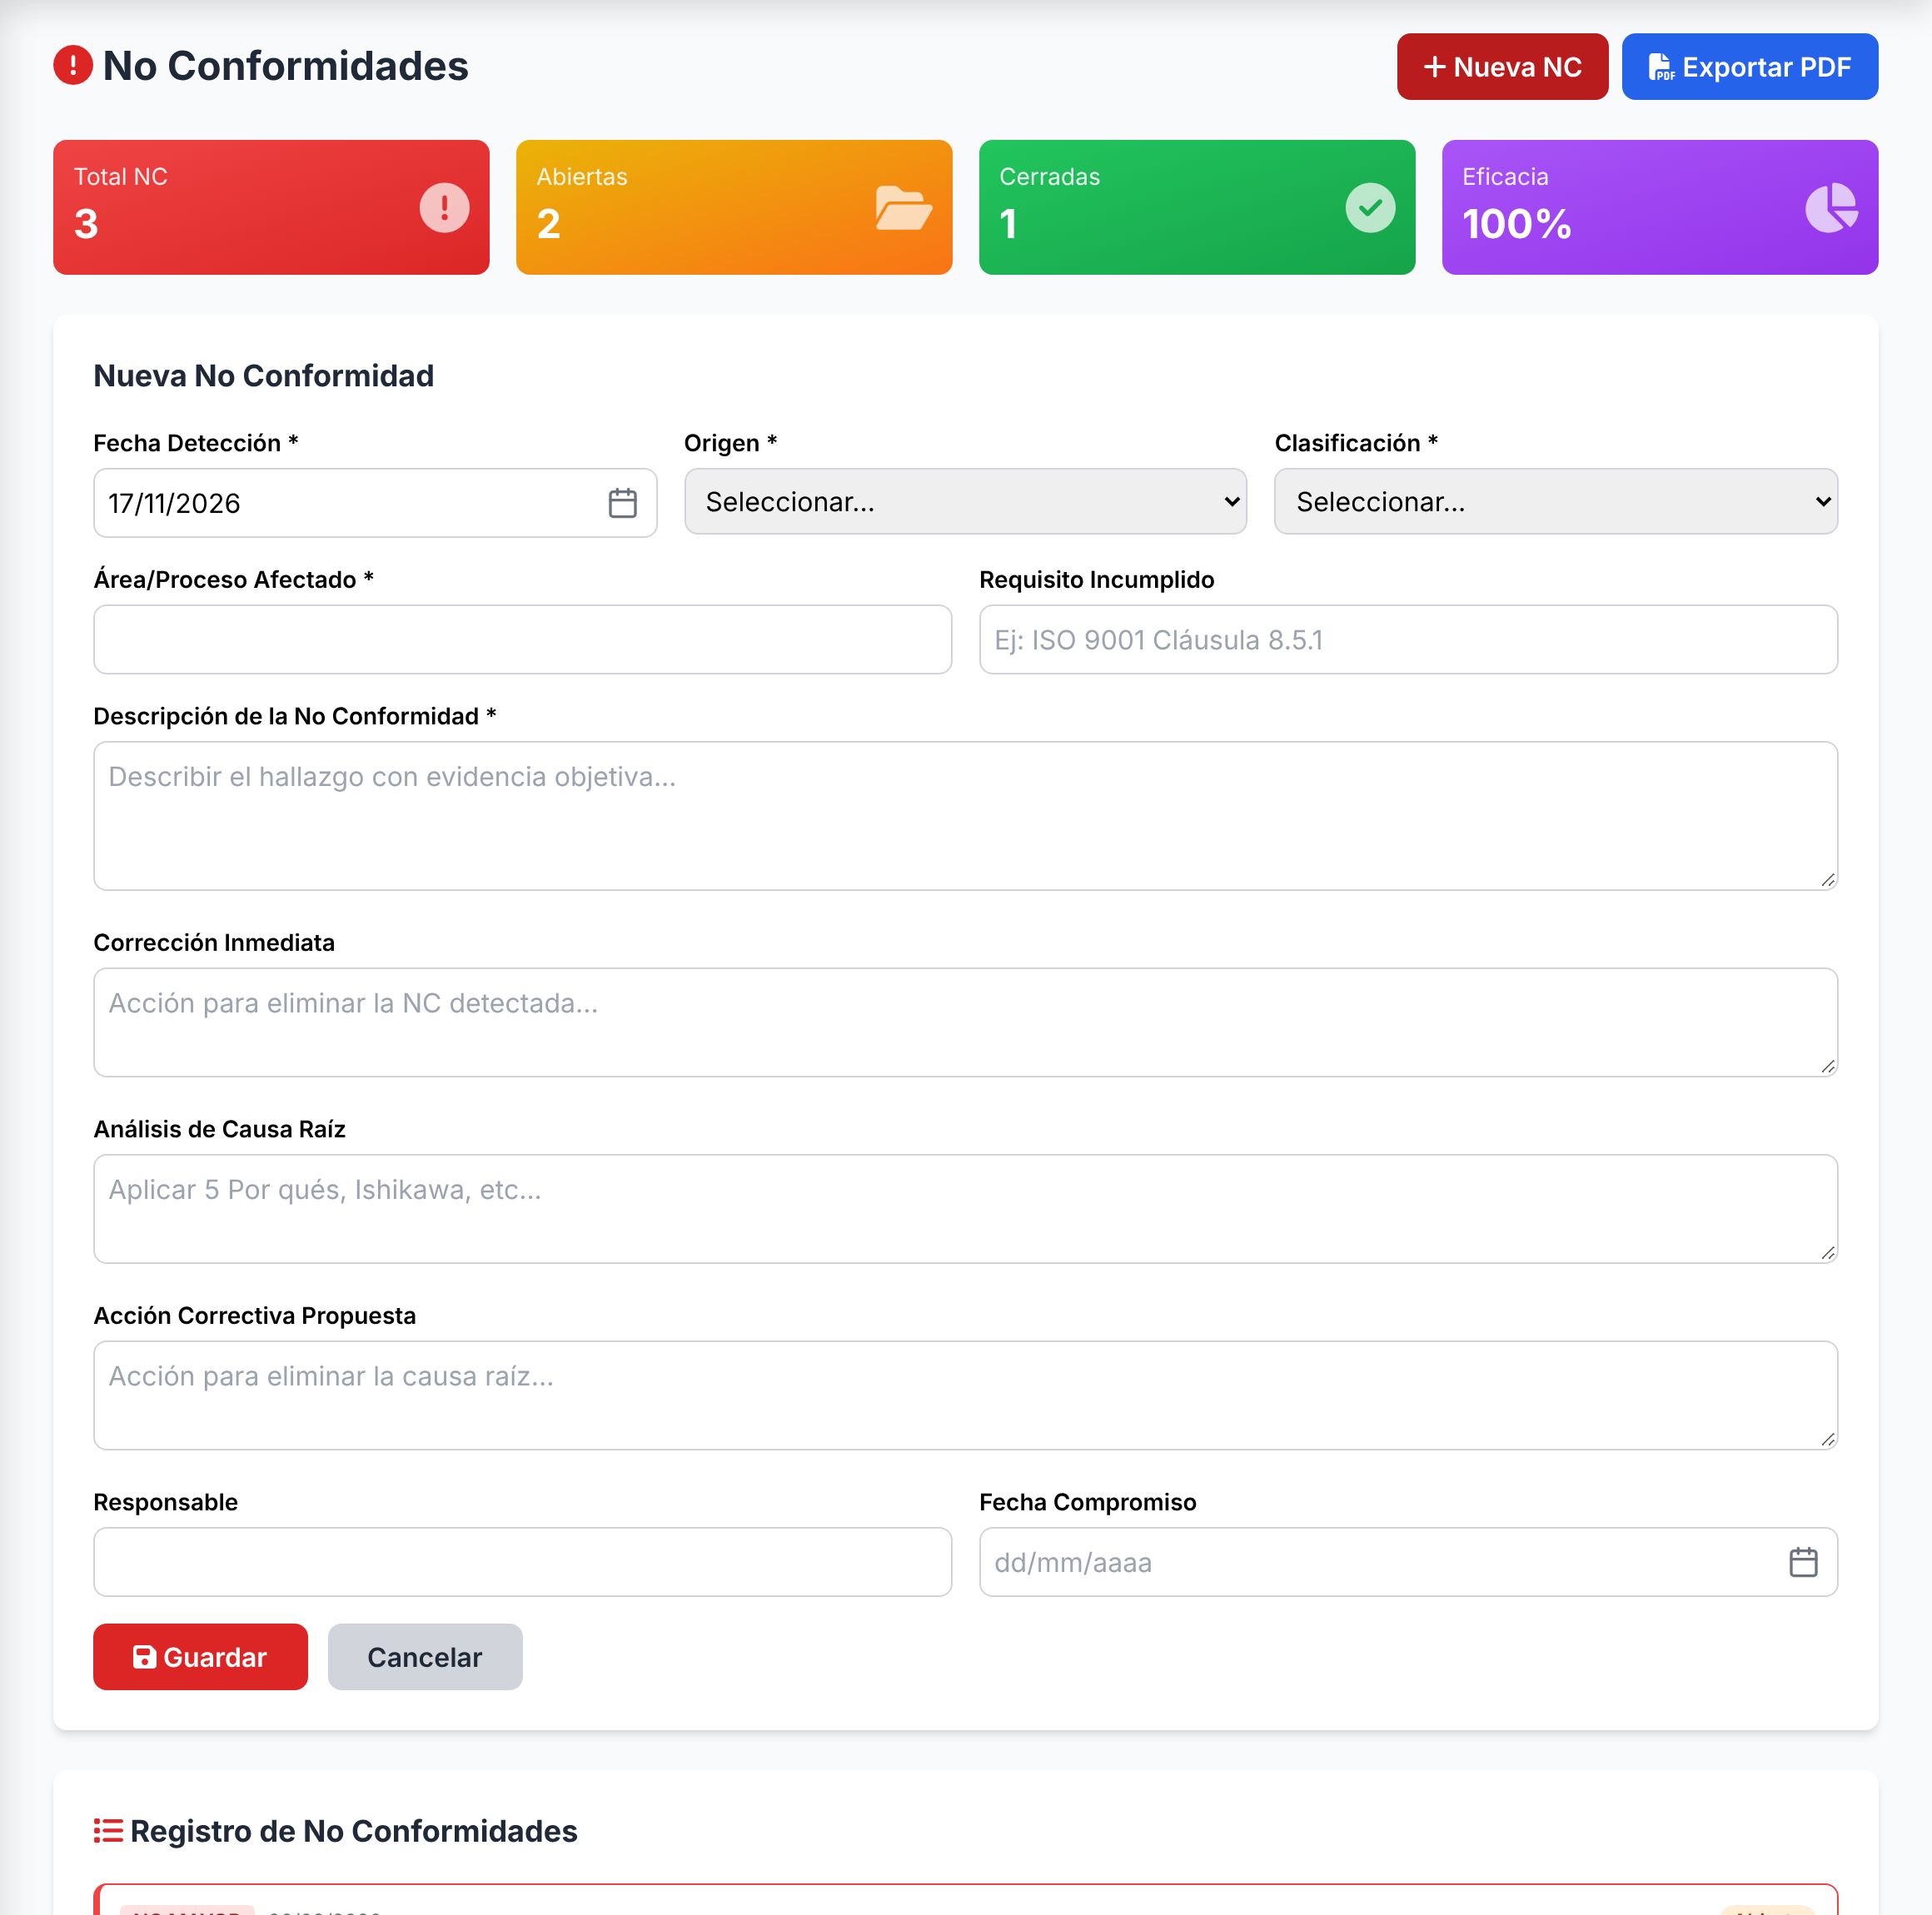 No Conformidades
Nueva NC
Exportar PDF
Total NC
3
Abiertas
2
Cerradas
1
Eficacia
100%
Nueva No Conformidad
Fecha Detección *
17/11/2026
Origen *
Seleccionar...
Clasificación *
Seleccionar...
Área/Proceso Afectado *
Requisito Incumplido
Ej: ISO 9001 Cláusula 8.5.1
Descripción de la No Conformidad *
Describir el hallazgo con evidencia objetiva...
Corrección Inmediata
Acción para eliminar la NC detectada...
Análisis de Causa Raíz
Aplicar 5 Por qués, Ishikawa, etc...
Acción Correctiva Propuesta
Acción para eliminar la causa raíz...
Responsable
Fecha Compromiso
dd/mm/aaaa
Guardar
Cancelar
Registro de No Conformidades